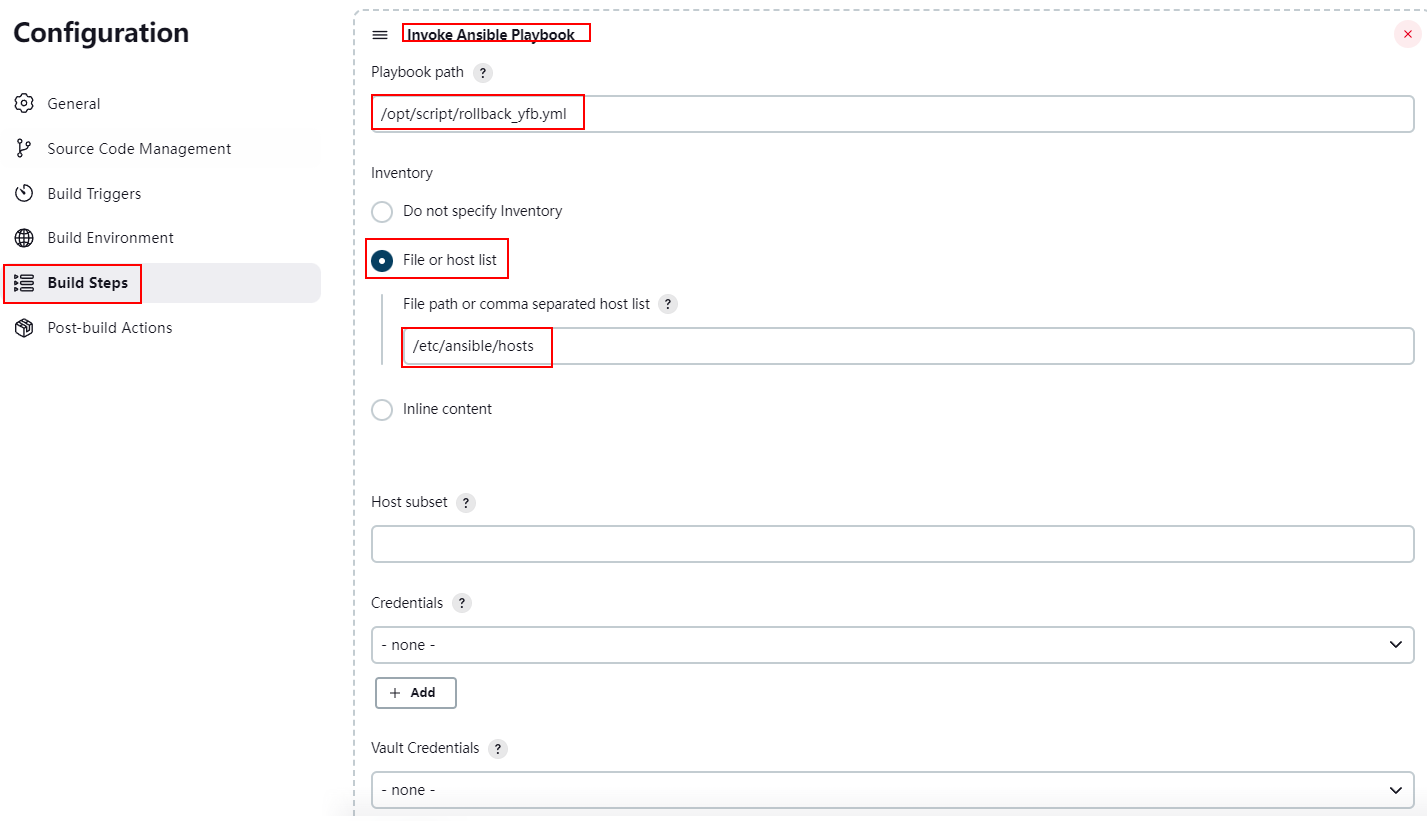 Configuration
General
Source Code Management
Build Triggers
Build Environment
Build Steps
Post-build Actions
Invoke Ansible Playbook
Playbook path ?
/opt/script/rollback_yfb.yml
Inventory
Do not specify Inventory
File or host list
File path or comma separated host list ?
/etc/ansible/hosts
Inline content
Host subset ?
Credentials ?
- none -
+ Add
Vault Credentials ?
- none -